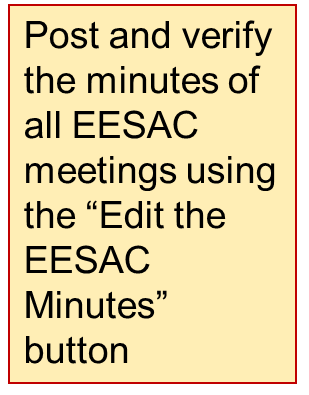 Post and verify
the minutes of
all EESAC
meetings using
the “Edit the
EESAC
Minutes”
button